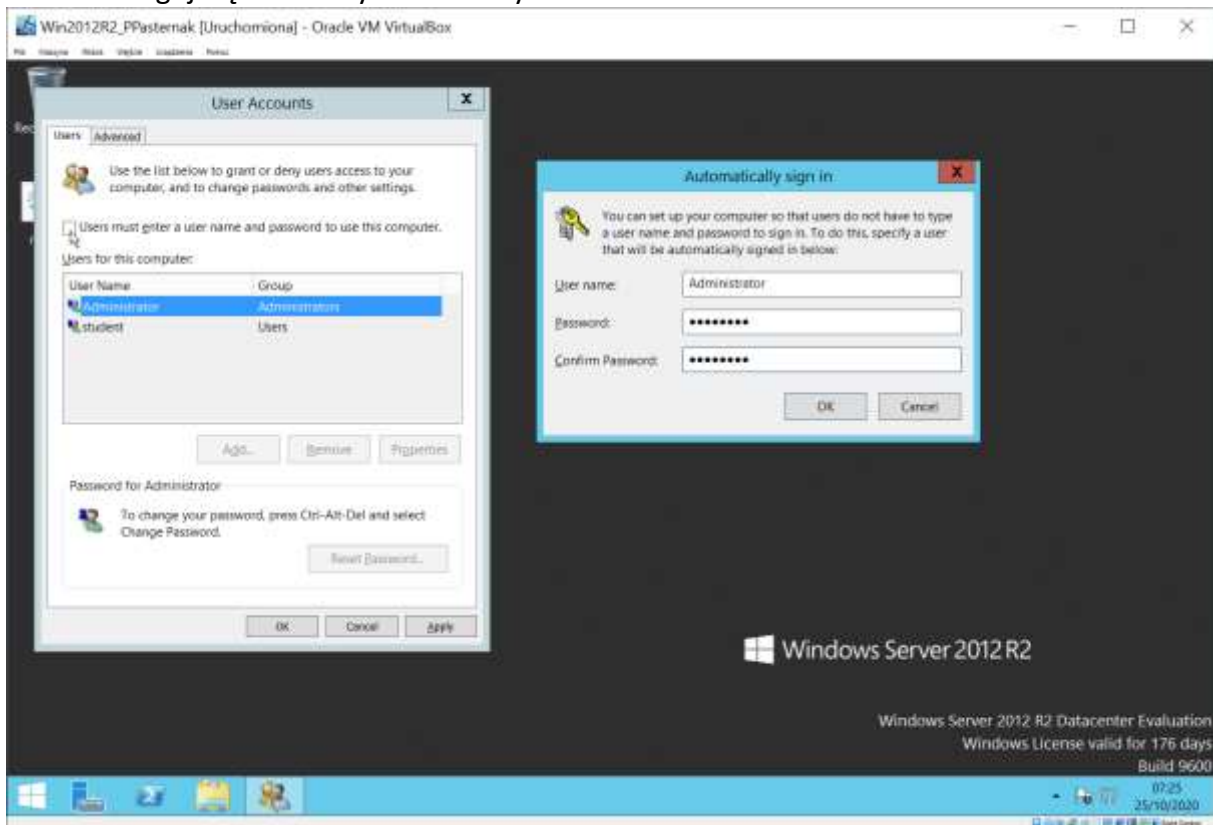 Win2012R2_PPasternak [Uruchomiona] - Oracle VM VirtualBox
Plik Maszyna Widok Wejście Urządzenia Pomoc
User Accounts
Users Advanced
Use the list below to grant or deny users access to your
computer, and to change passwords and other settings.
Users must enter a user name and password to use this computer.
Users for this computer:
User Name Group
Administrator Administrators
student Users
Add... Remove Properties
Password for Administrator
To change your password, press Ctrl-Alt-Del and select
Change Password.
Reset Password...
OK Cancel Apply
Automatically sign in
You can set up your computer so that users do not have to type
a user name and password to sign in. To do this, specify a user
that will be automatically signed in below:
User name: Administrator
Password:
Confirm Password:
OK Cancel
Windows Server 2012 R2
Windows Server 2012 R2 Datacenter Evaluation
Windows License valid for 176 days
Build 9600
07:25
25/10/2020